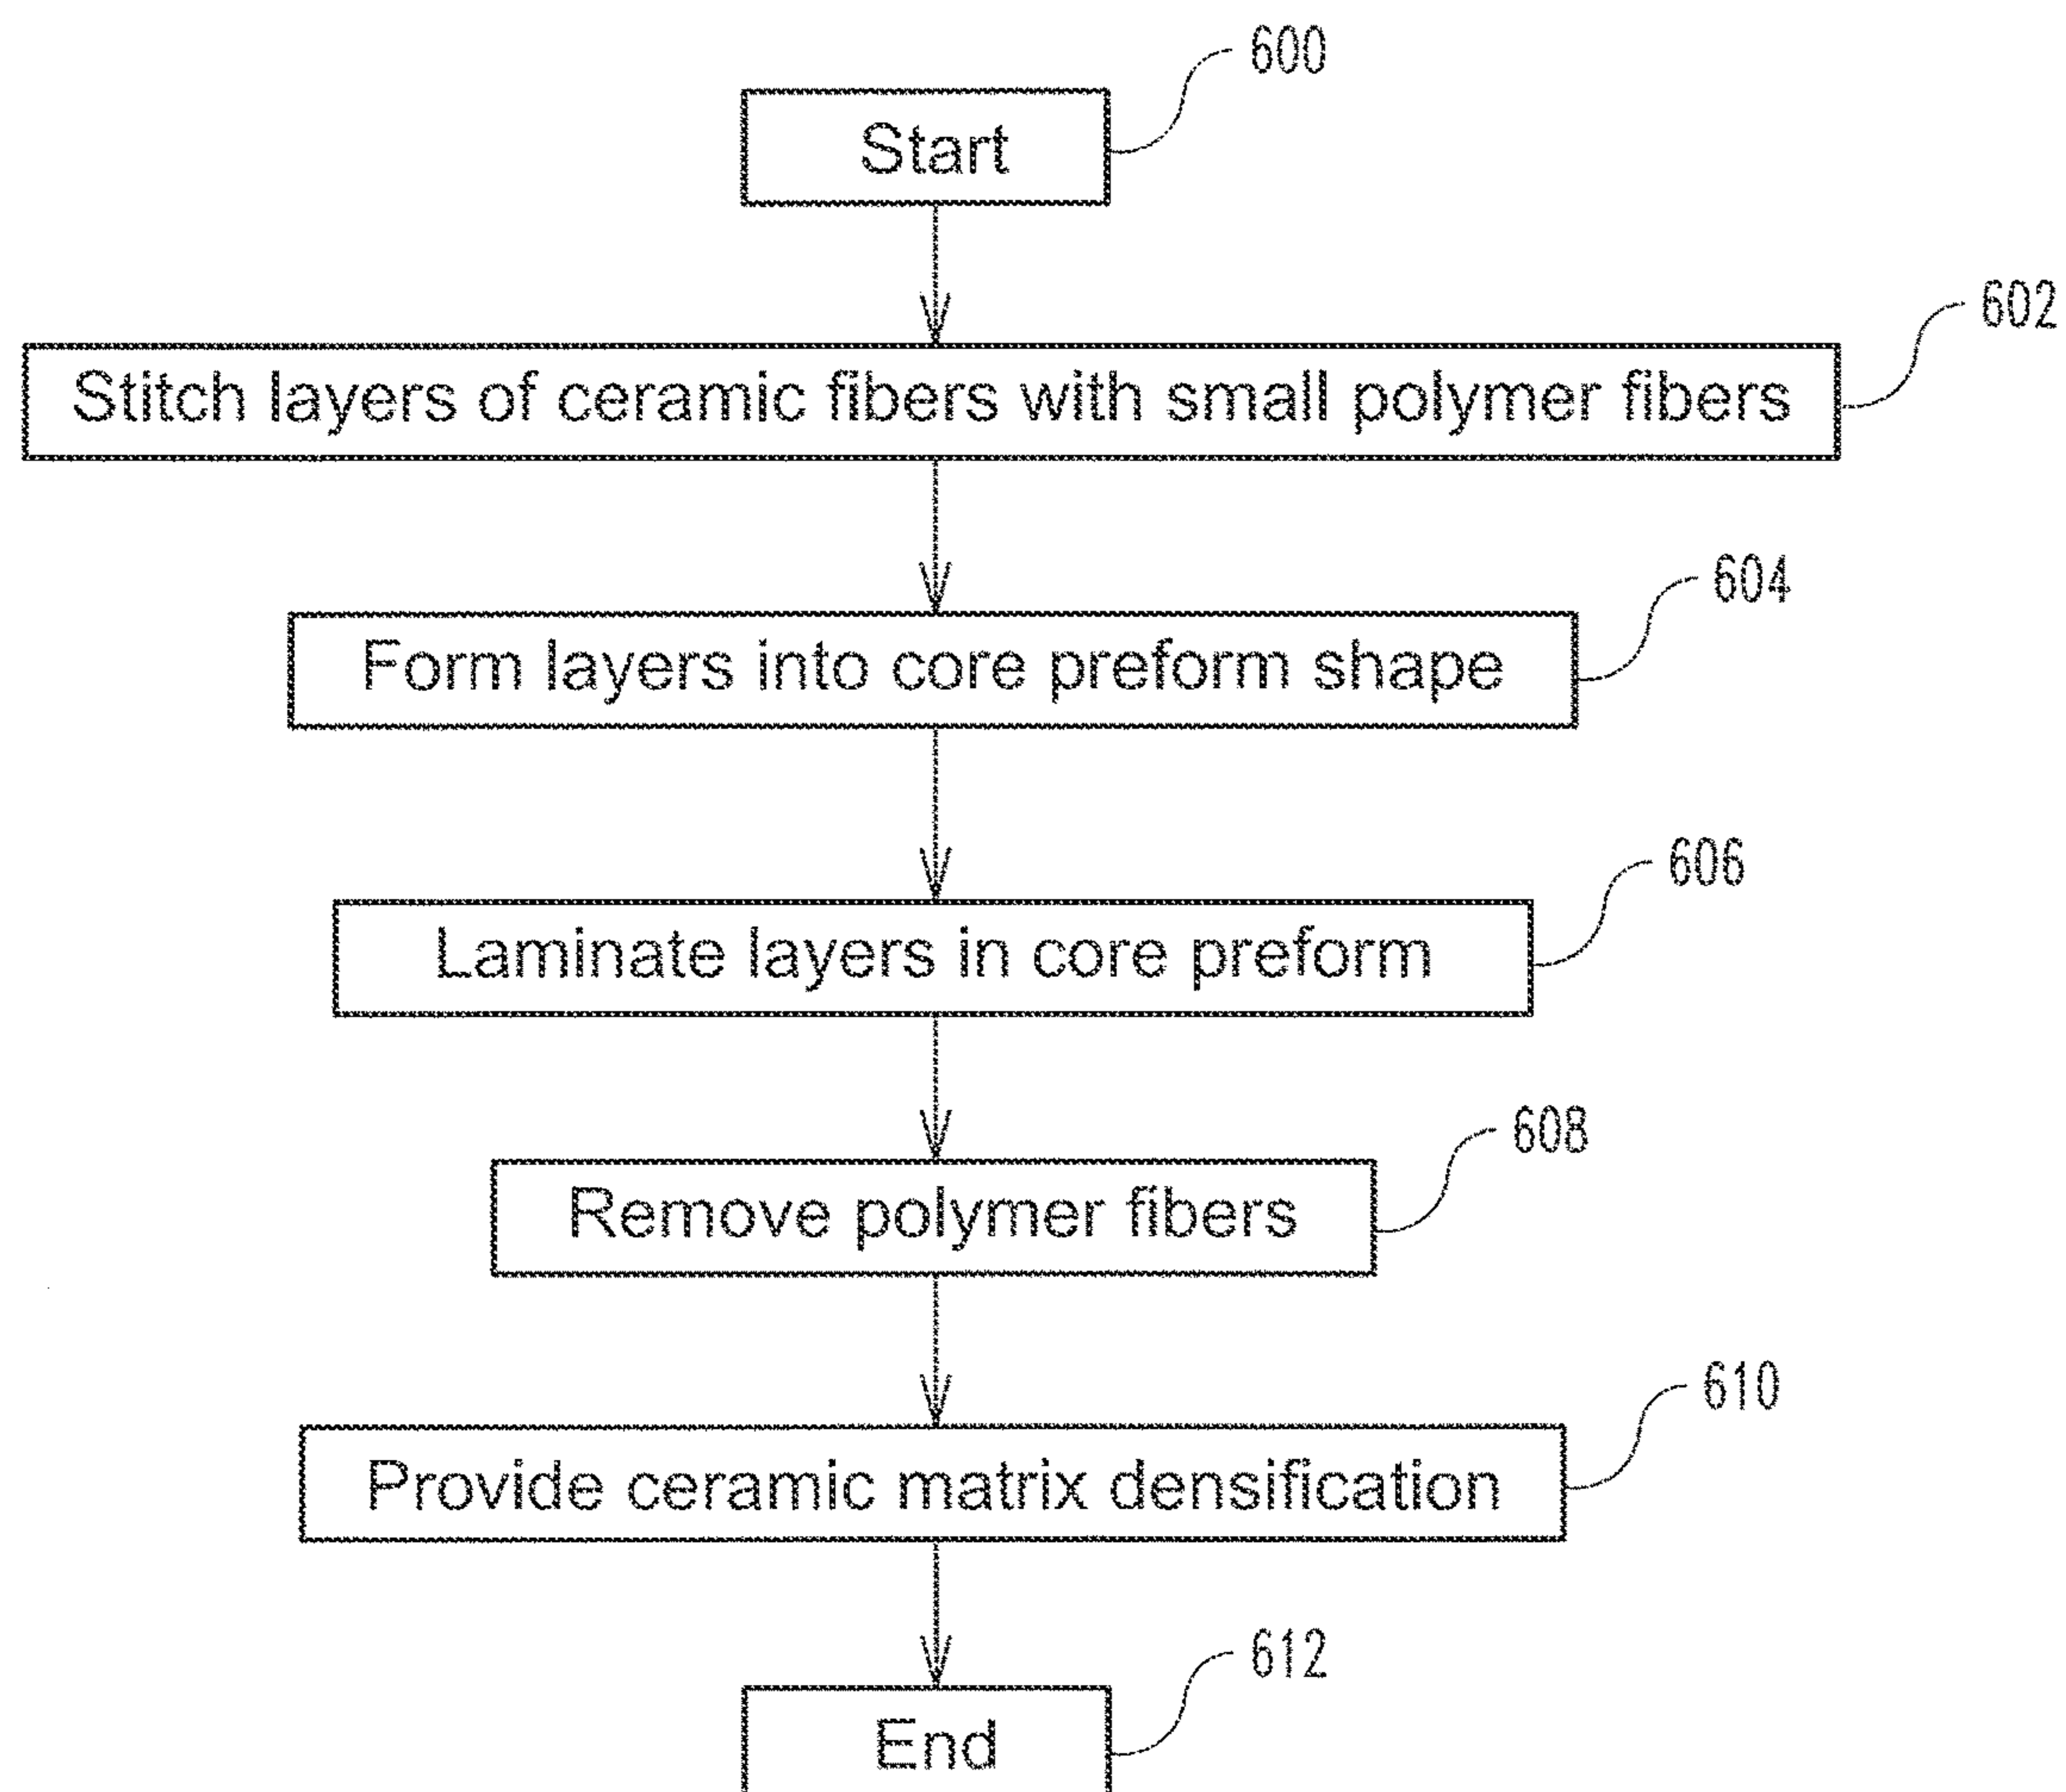 600
Start
602
Stitch layers of ceramic fibers with small polymer fibers
604
Form layers into core preform shape
606
Laminate layers in core preform
608
Remove polymer fibers
610
Provide ceramic matrix densification
612
End